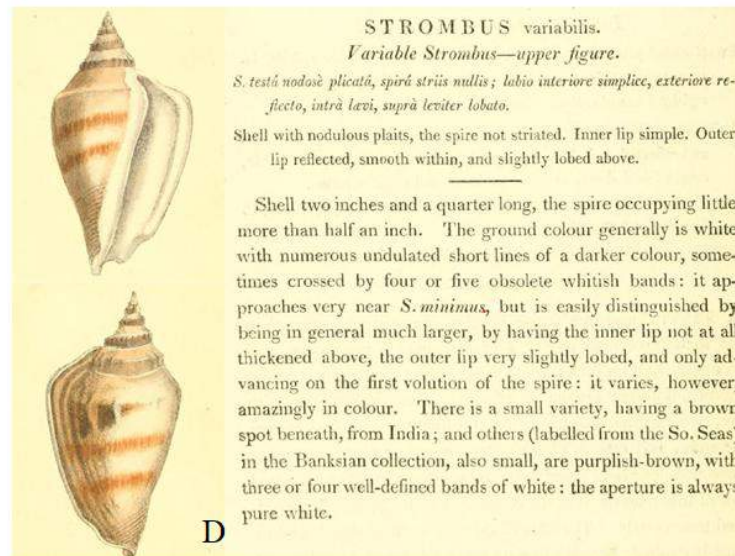 STROMBUS variabilis.
Variable Strombus—upper figure.
S. testâ nodosè plicatâ, spirâ striis nullis; labio interiore simplice, exteriore re-
flecto, intrà lævi, suprà leviter lobato.
Shell with nodulous plaits, the spire not striated. Inner lip simple. Outer
lip reflected, smooth within, and slightly lobed above.
Shell two inches and a quarter long, the spire occupying little
more than half an inch. The ground colour generally is white
with numerous undulated short lines of a darker colour, some-
times crossed by four or five obsolete whitish bands: it ap-
proaches very near S. minimus, but is easily distinguished by
being in general much larger, by having the inner lip not at all
thickened above, the outer lip very slightly lobed, and only ad-
vancing on the first volution of the spire: it varies, however
amazingly in colour. There is a small variety, having a brown
spot beneath, from India; and others (labelled from the So. Seas)
in the Banksian collection, also small, are purplish-brown, with
three or four well-defined bands of white: the aperture is always
pure white.
D